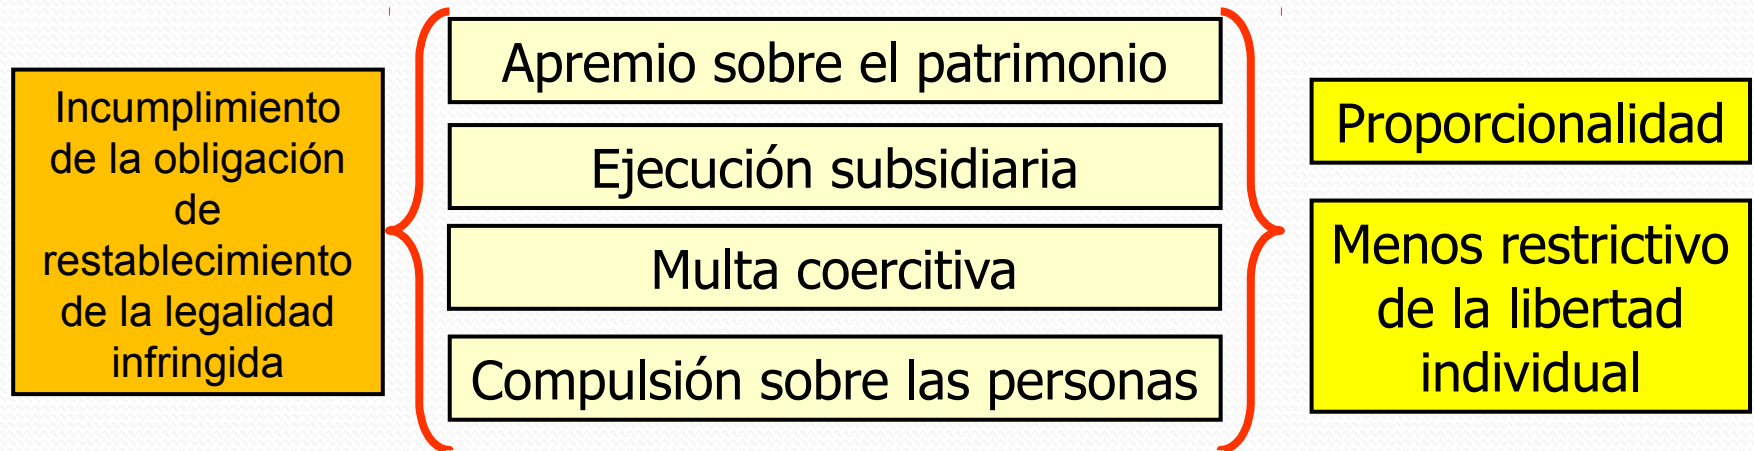 Incumplimiento
de la obligación
de
restablecimiento
de la legalidad
infringida
Apremio sobre el patrimonio
Ejecución subsidiaria
Multa coercitiva
Compulsión sobre las personas
Proporcionalidad
Menos restrictivo
de la libertad
individual